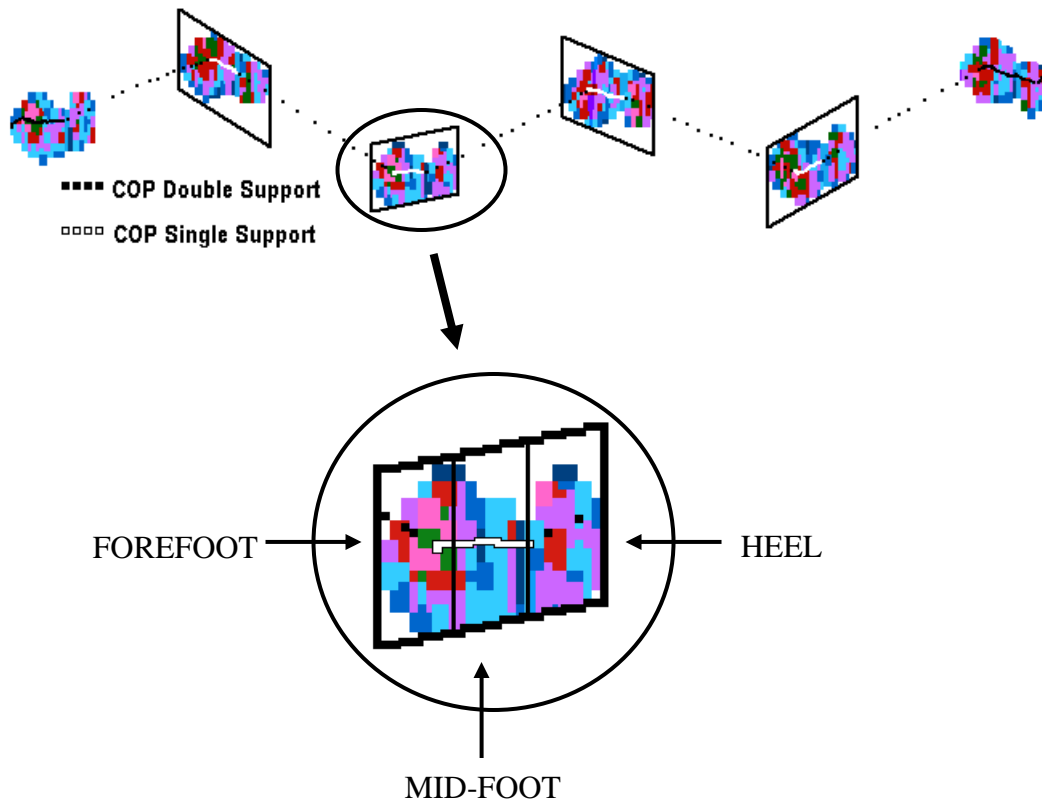 COP Double Support
COP Single Support
FOREFOOT
HEEL
MID-FOOT